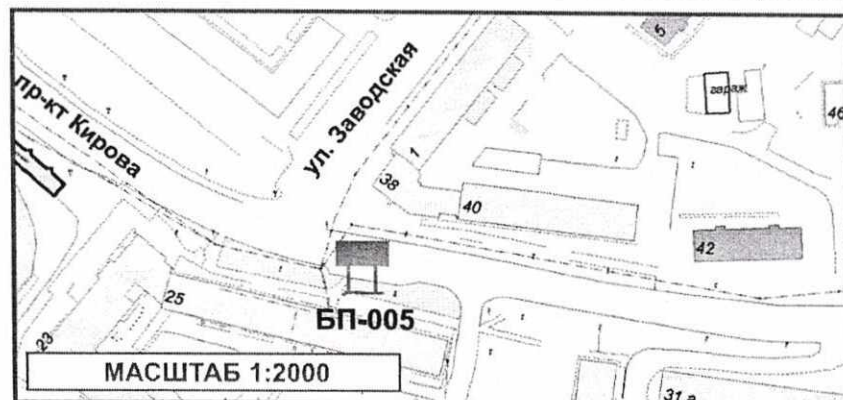 5
гараж
46
ул. Заводская
пр-кт Кирова
1
38
40
42
25
БП-005
23
МАСШТАБ 1:2000
31 а